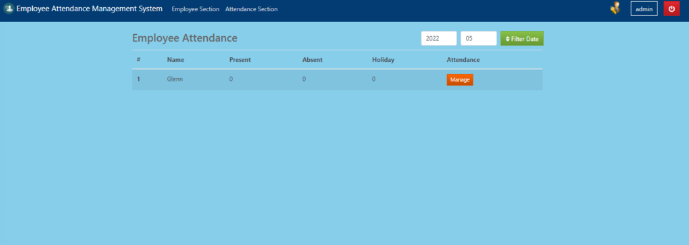 Employee Attendance Management System Employee Section Attendance Section admin
Employee Attendance 2022 05 Filter Date
# Name Present Absent Holiday Attendance
1 Glenn 0 0 0 Manage